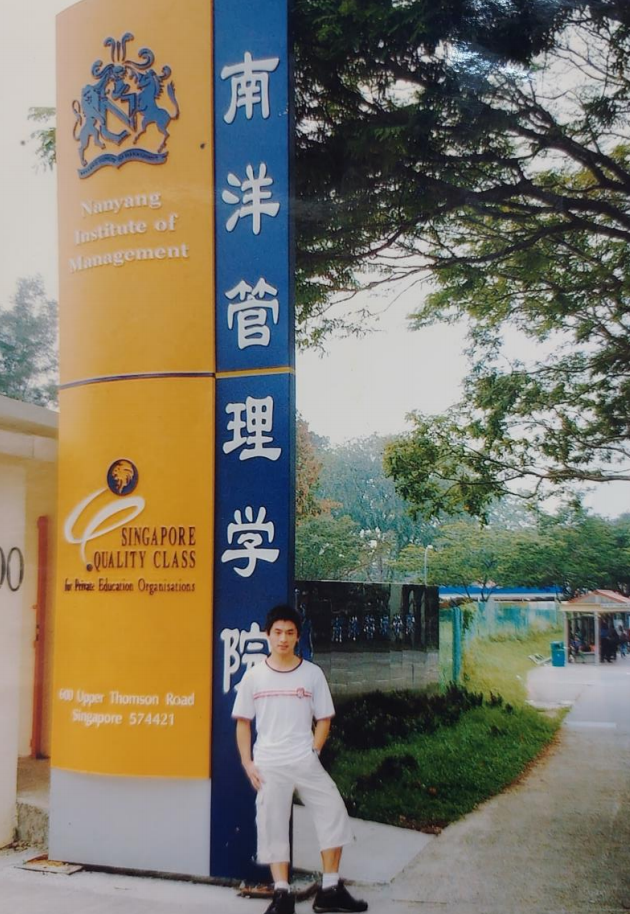 Nanyang
Institute of
Management
南洋管理学院
SINGAPORE
QUALITY CLASS
for Private Education Organisations
600 Upper Thomson Road
Singapore 574421
00